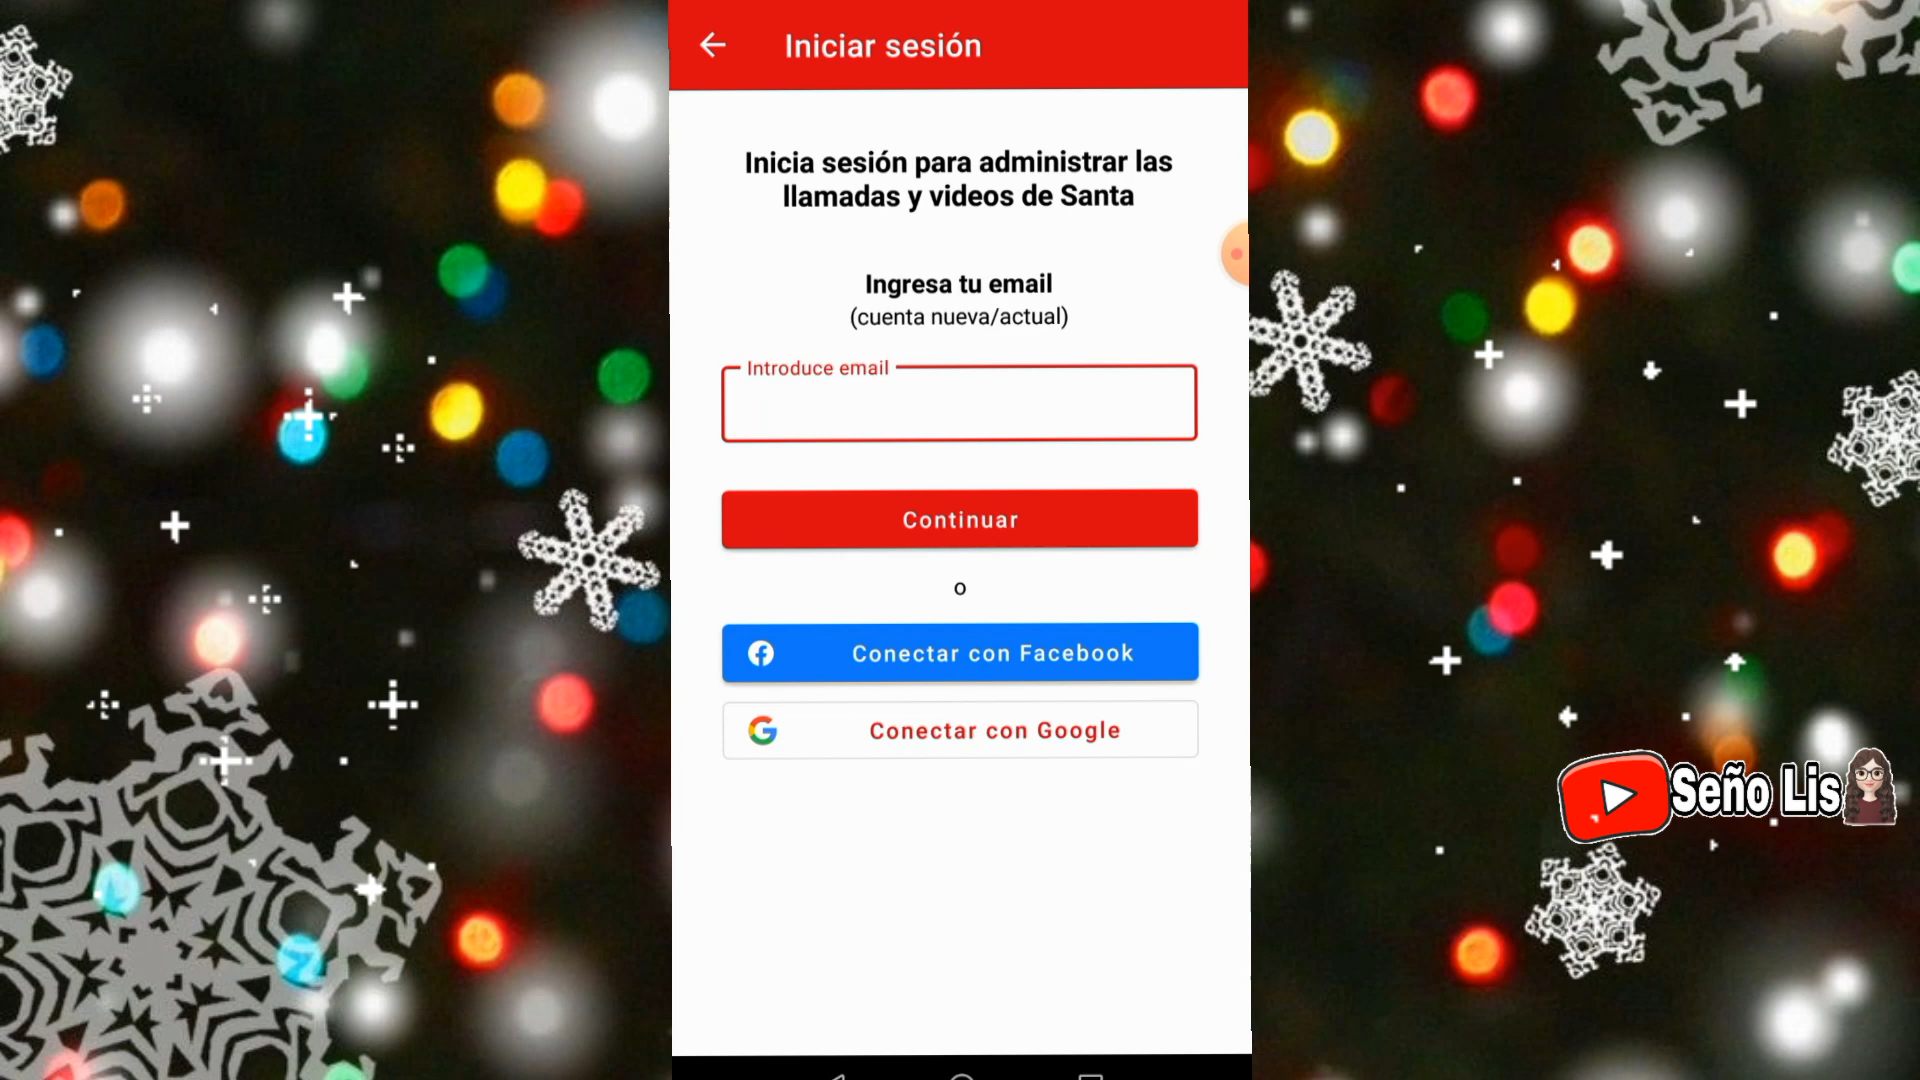 Iniciar sesión
Inicia sesión para administrar las
llamadas y videos de Santa
Ingresa tu email
(cuenta nueva/actual)
Introduce email
Continuar
o
Conectar con Facebook
Conectar con Google
Seño Lis